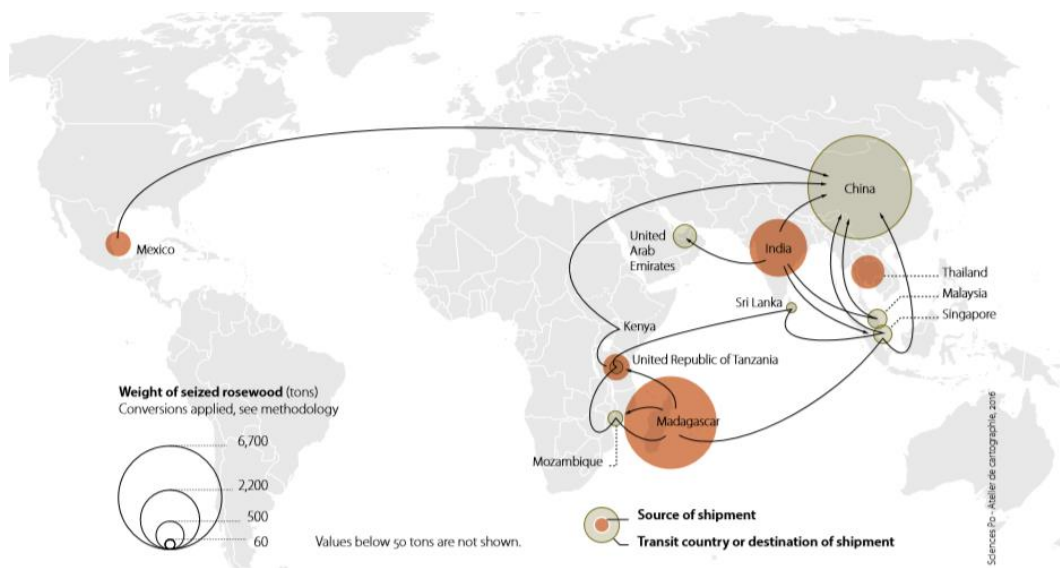 China
United
Arab
Emirates
India
Mexico
Thailand
Malaysia
Sri Lanka
Singapore
Kenya
United Republic of Tanzania
Weight of seized rosewood (tons)
Conversions applied, see methodology
Madagascar
6,700
Mozambique
2,200
500
60
Values below 50 tons are not shown.
Source of shipment
Transit country or destination of shipment
Sciences Po - Atelier de cartographie, 2016